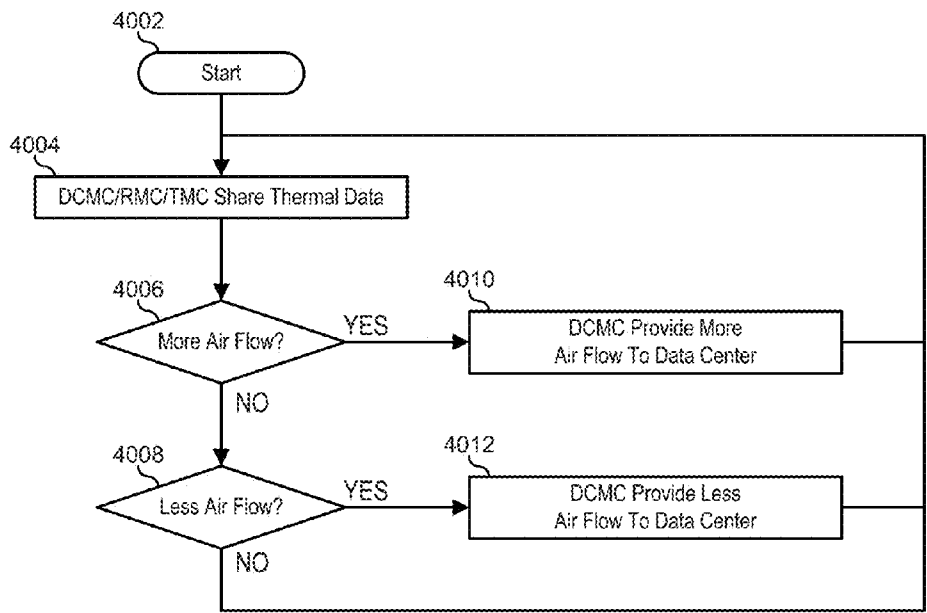 4002
Start
4004
DCMC/RMC/TMC Share Thermal Data
4006
More Air Flow?
YES
4010
DCMC Provide More
Air Flow To Data Center
NO
4008
Less Air Flow?
YES
4012
DCMC Provide Less
Air Flow To Data Center
NO